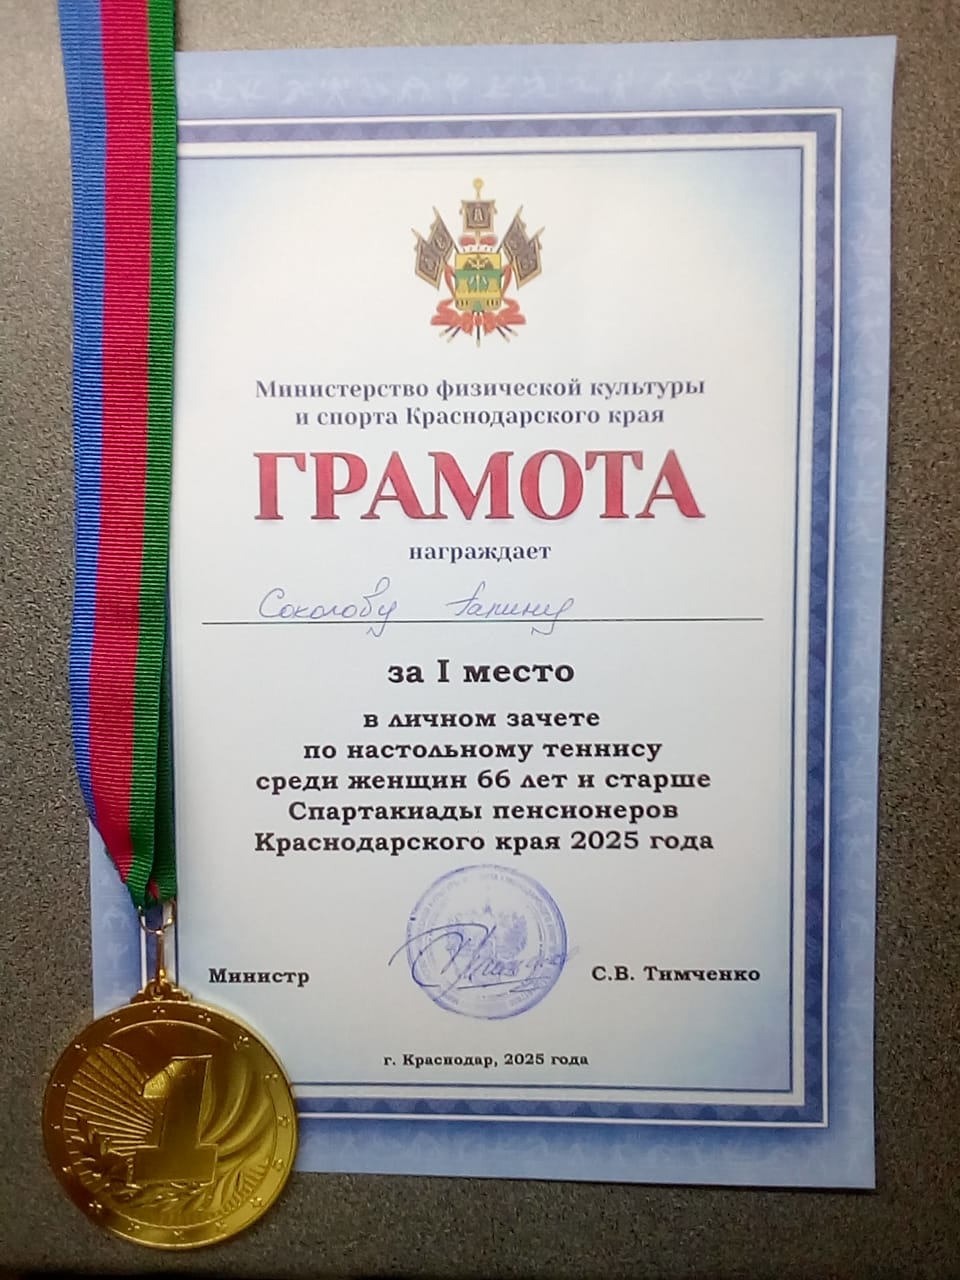 Министерство физической культуры
и спорта Краснодарского края
ГРАМОТА
награждает
Соколову Галину
за I место
в личном зачете
по настольному теннису
среди женщин 66 лет и старше
Спартакиады пенсионеров
Краснодарского края 2025 года
Министр
С.В. Тимченко
г. Краснодар, 2025 года
1